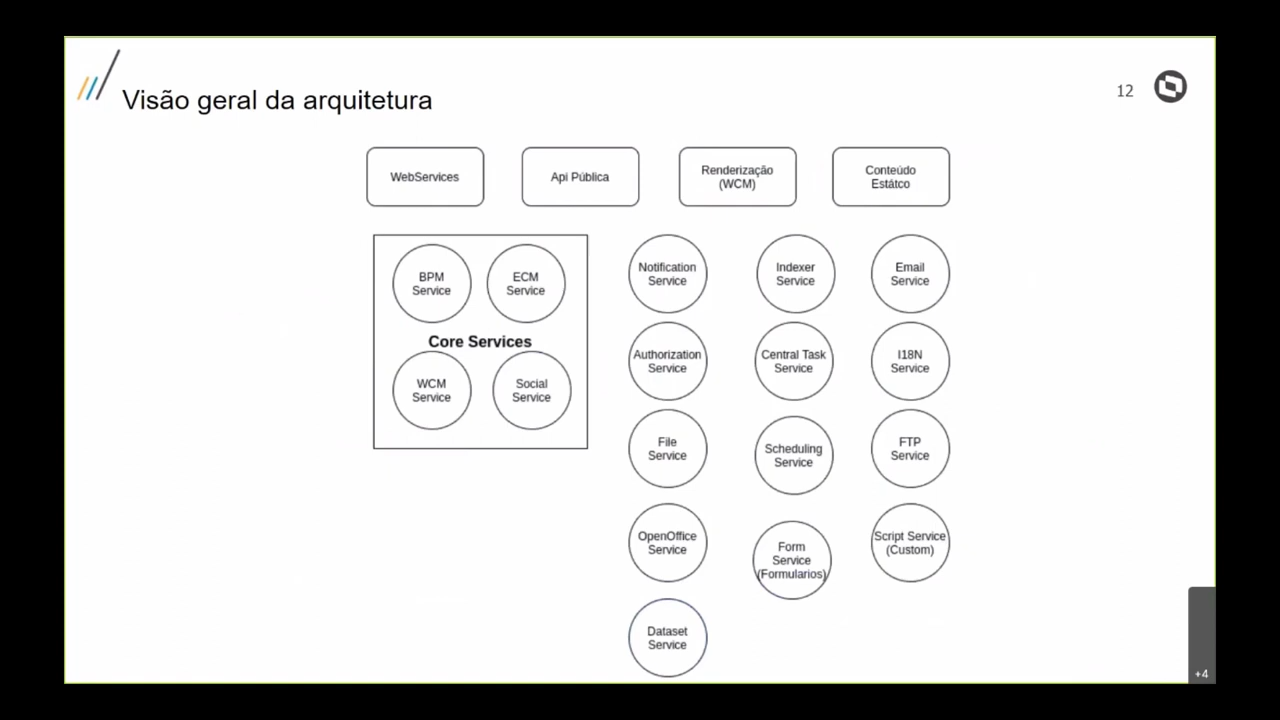 Visão geral da arquitetura
12
WebServices
Api Pública
Renderização
(WCM)
Conteúdo
Estátco
BPM
Service
ECM
Service
Core Services
WCM
Service
Social
Service
Notification
Service
Indexer
Service
Email
Service
Authorization
Service
Central Task
Service
I18N
Service
File
Service
Scheduling
Service
FTP
Service
OpenOffice
Service
Form
Service
(Formularios)
Script Service
(Custom)
Dataset
Service
+4